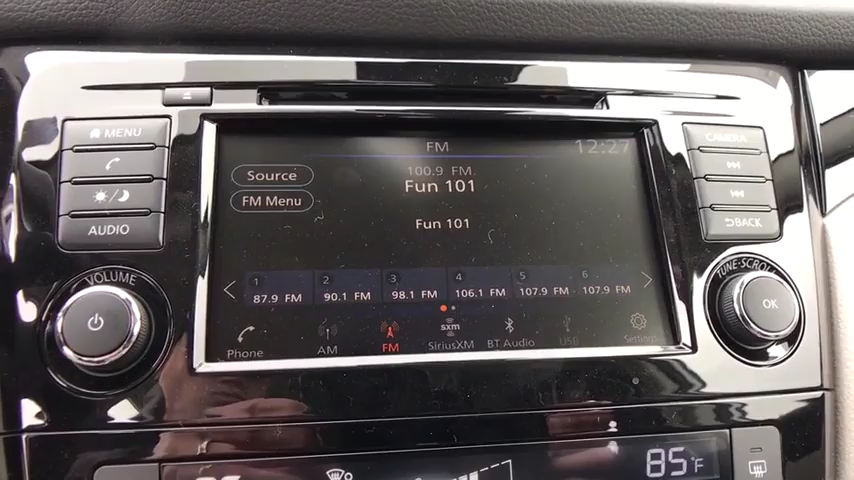 MENU
AUDIO
VOLUME
FM
12:27
100.9 FM
Fun 101
Source
FM Menu
Fun 101
1 2 3 4 5 6
87.9 FM 90.1 FM 98.1 FM 106.1 FM 107.9 FM 107.9 FM
Phone AM FM sxm SiriusXM BT Audio USB Settings
CAMERA
BACK
TUNE·SCROLL
OK
85°F